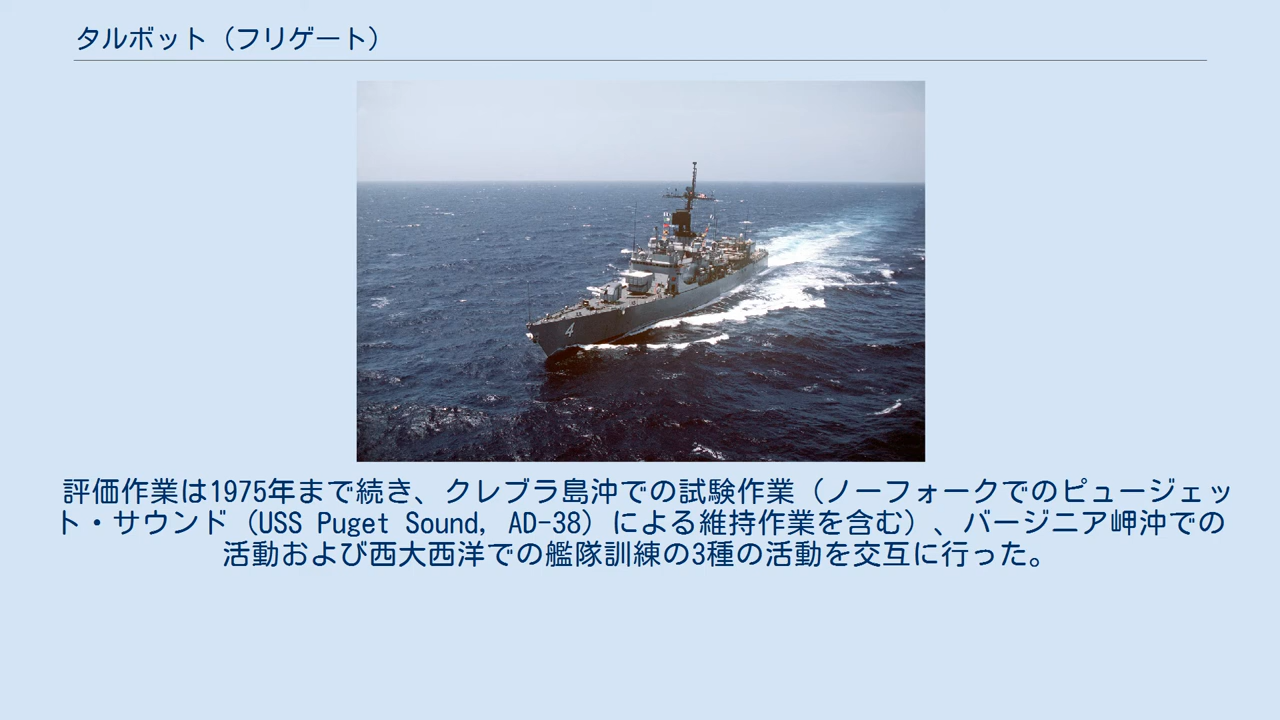 タルボット（フリゲート）
4
評価作業は1975年まで続き、クレブラ島沖での試験作業（ノーフォークでのピュージェッ
ト・サウンド（USS Puget Sound, AD-38）による維持作業を含む）、バージニア岬沖での
活動および西大西洋での艦隊訓練の3種の活動を交互に行った。